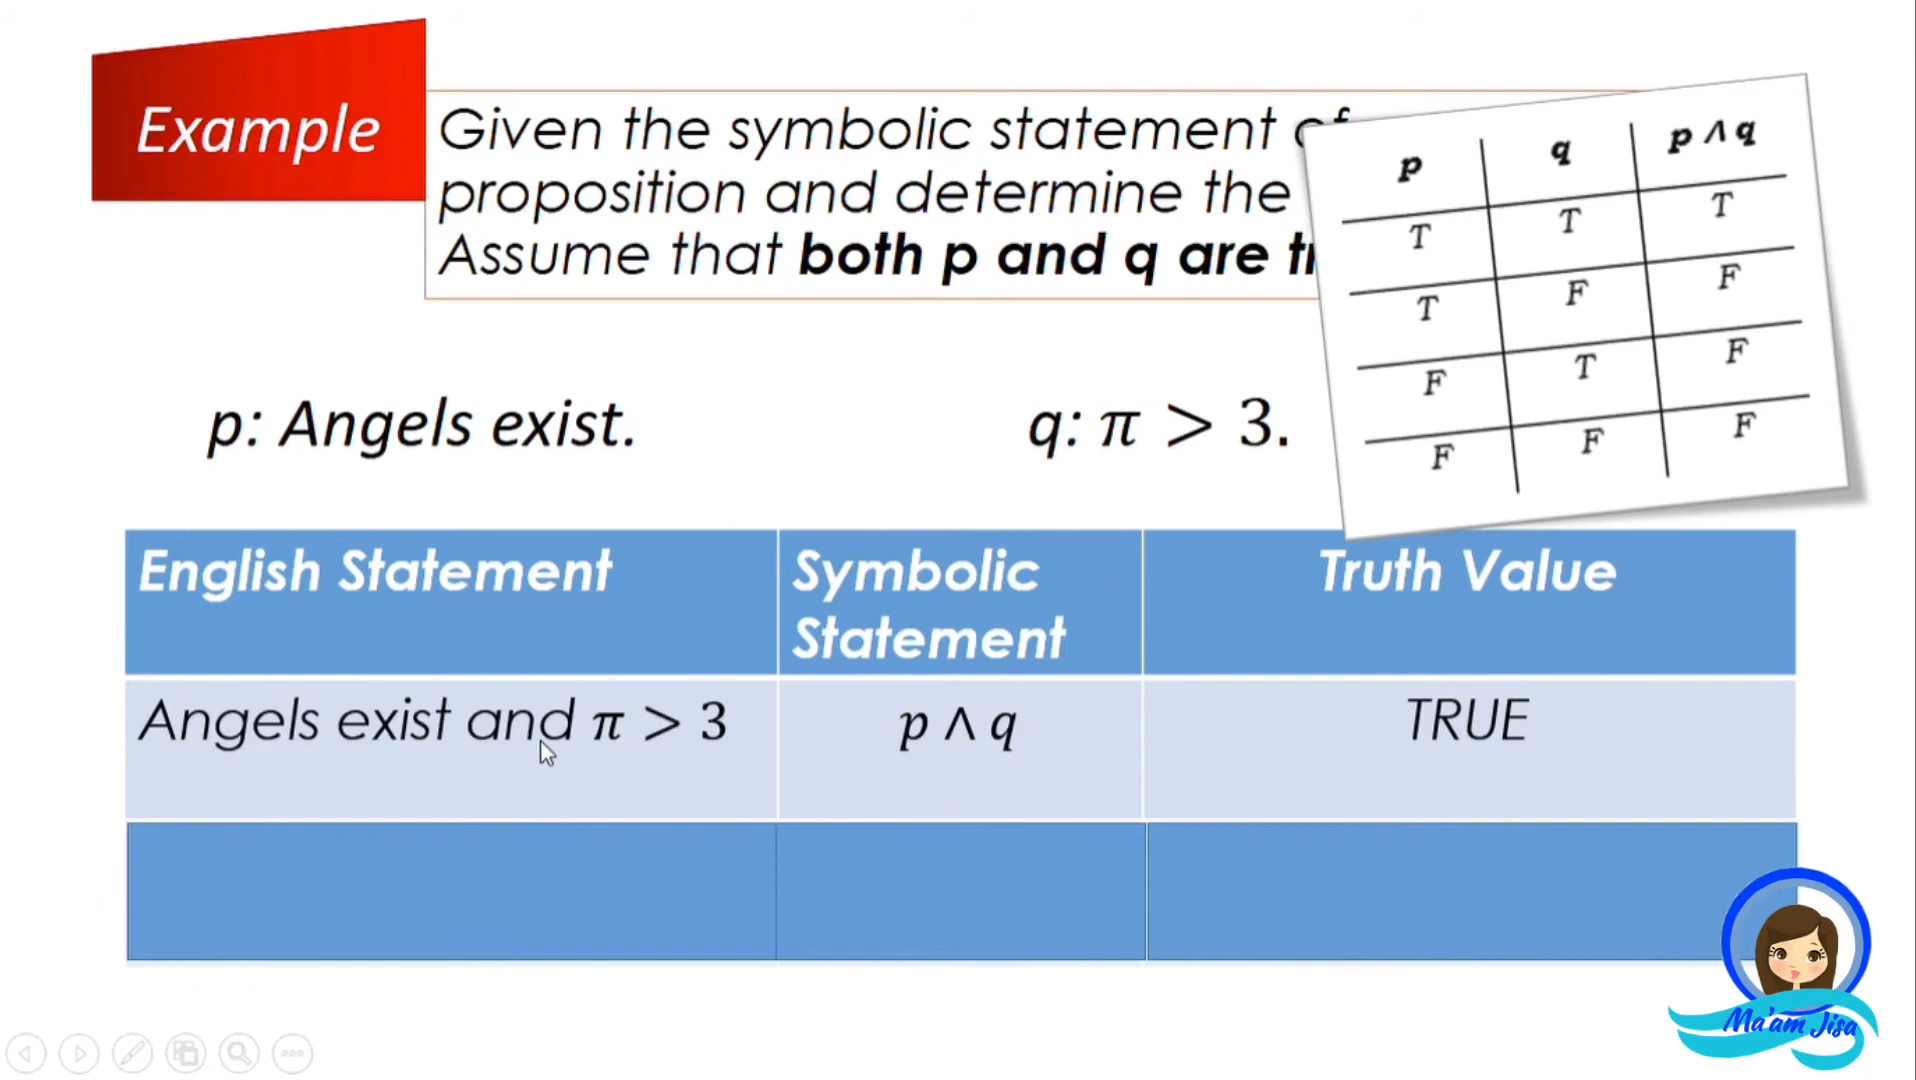 Example
Given the symbolic statement of
proposition and determine the
Assume that both p and q are
p q p ∧ q
T T T
T F F
F T F
F F F
p: Angels exist.
q: π > 3.
English Statement
Symbolic
Statement
Truth Value
Angels exist and π > 3
p ∧ q
TRUE
Ma'am Jisa